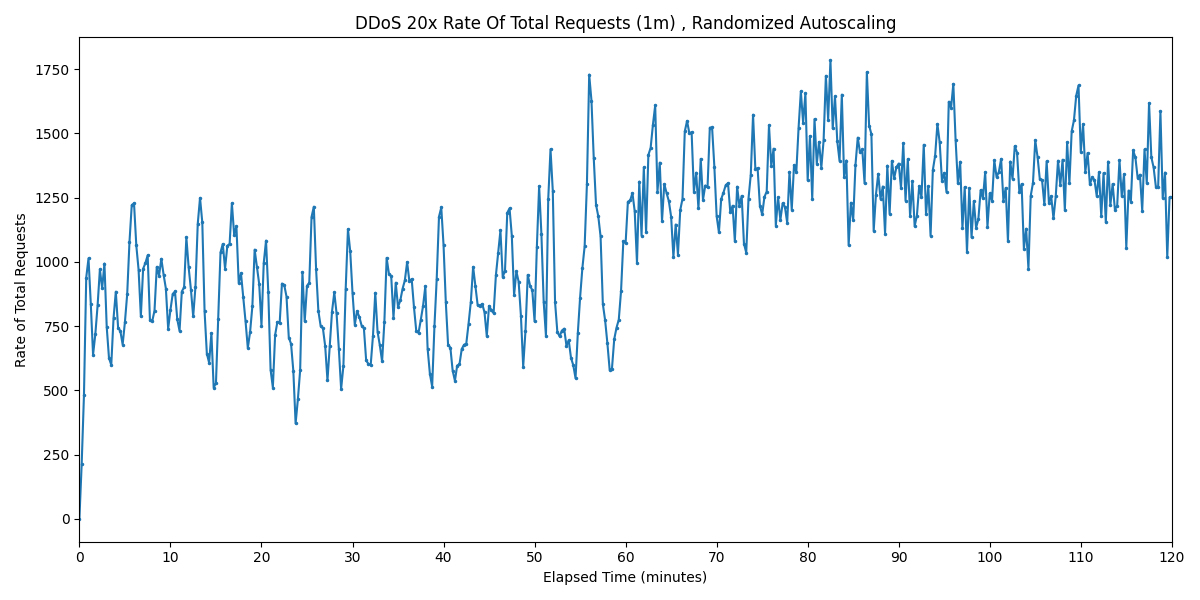 DDoS 20x Rate Of Total Requests (1m) , Randomized Autoscaling
Rate of Total Requests
1750
1500
1250
1000
750
500
250
0
0 10 20 30 40 50 60 70 80 90 100 110 120
Elapsed Time (minutes)